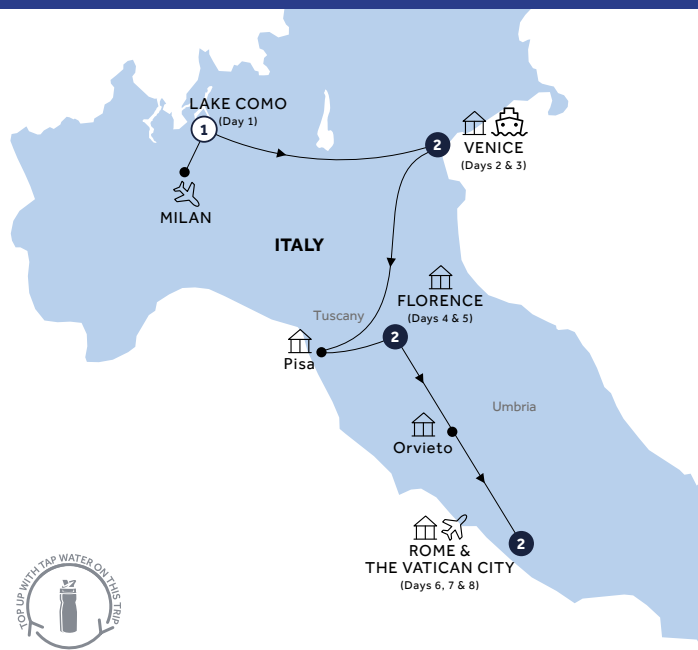 LAKE COMO
(Day 1)
1
2
VENICE
(Days 2 & 3)
MILAN
ITALY
FLORENCE
(Days 4 & 5)
Tuscany
2
Pisa
Umbria
Orvieto
2
ROME &
THE VATICAN CITY
(Days 6, 7 & 8)
TOP UP WITH TAP WATER ON THIS TRIP